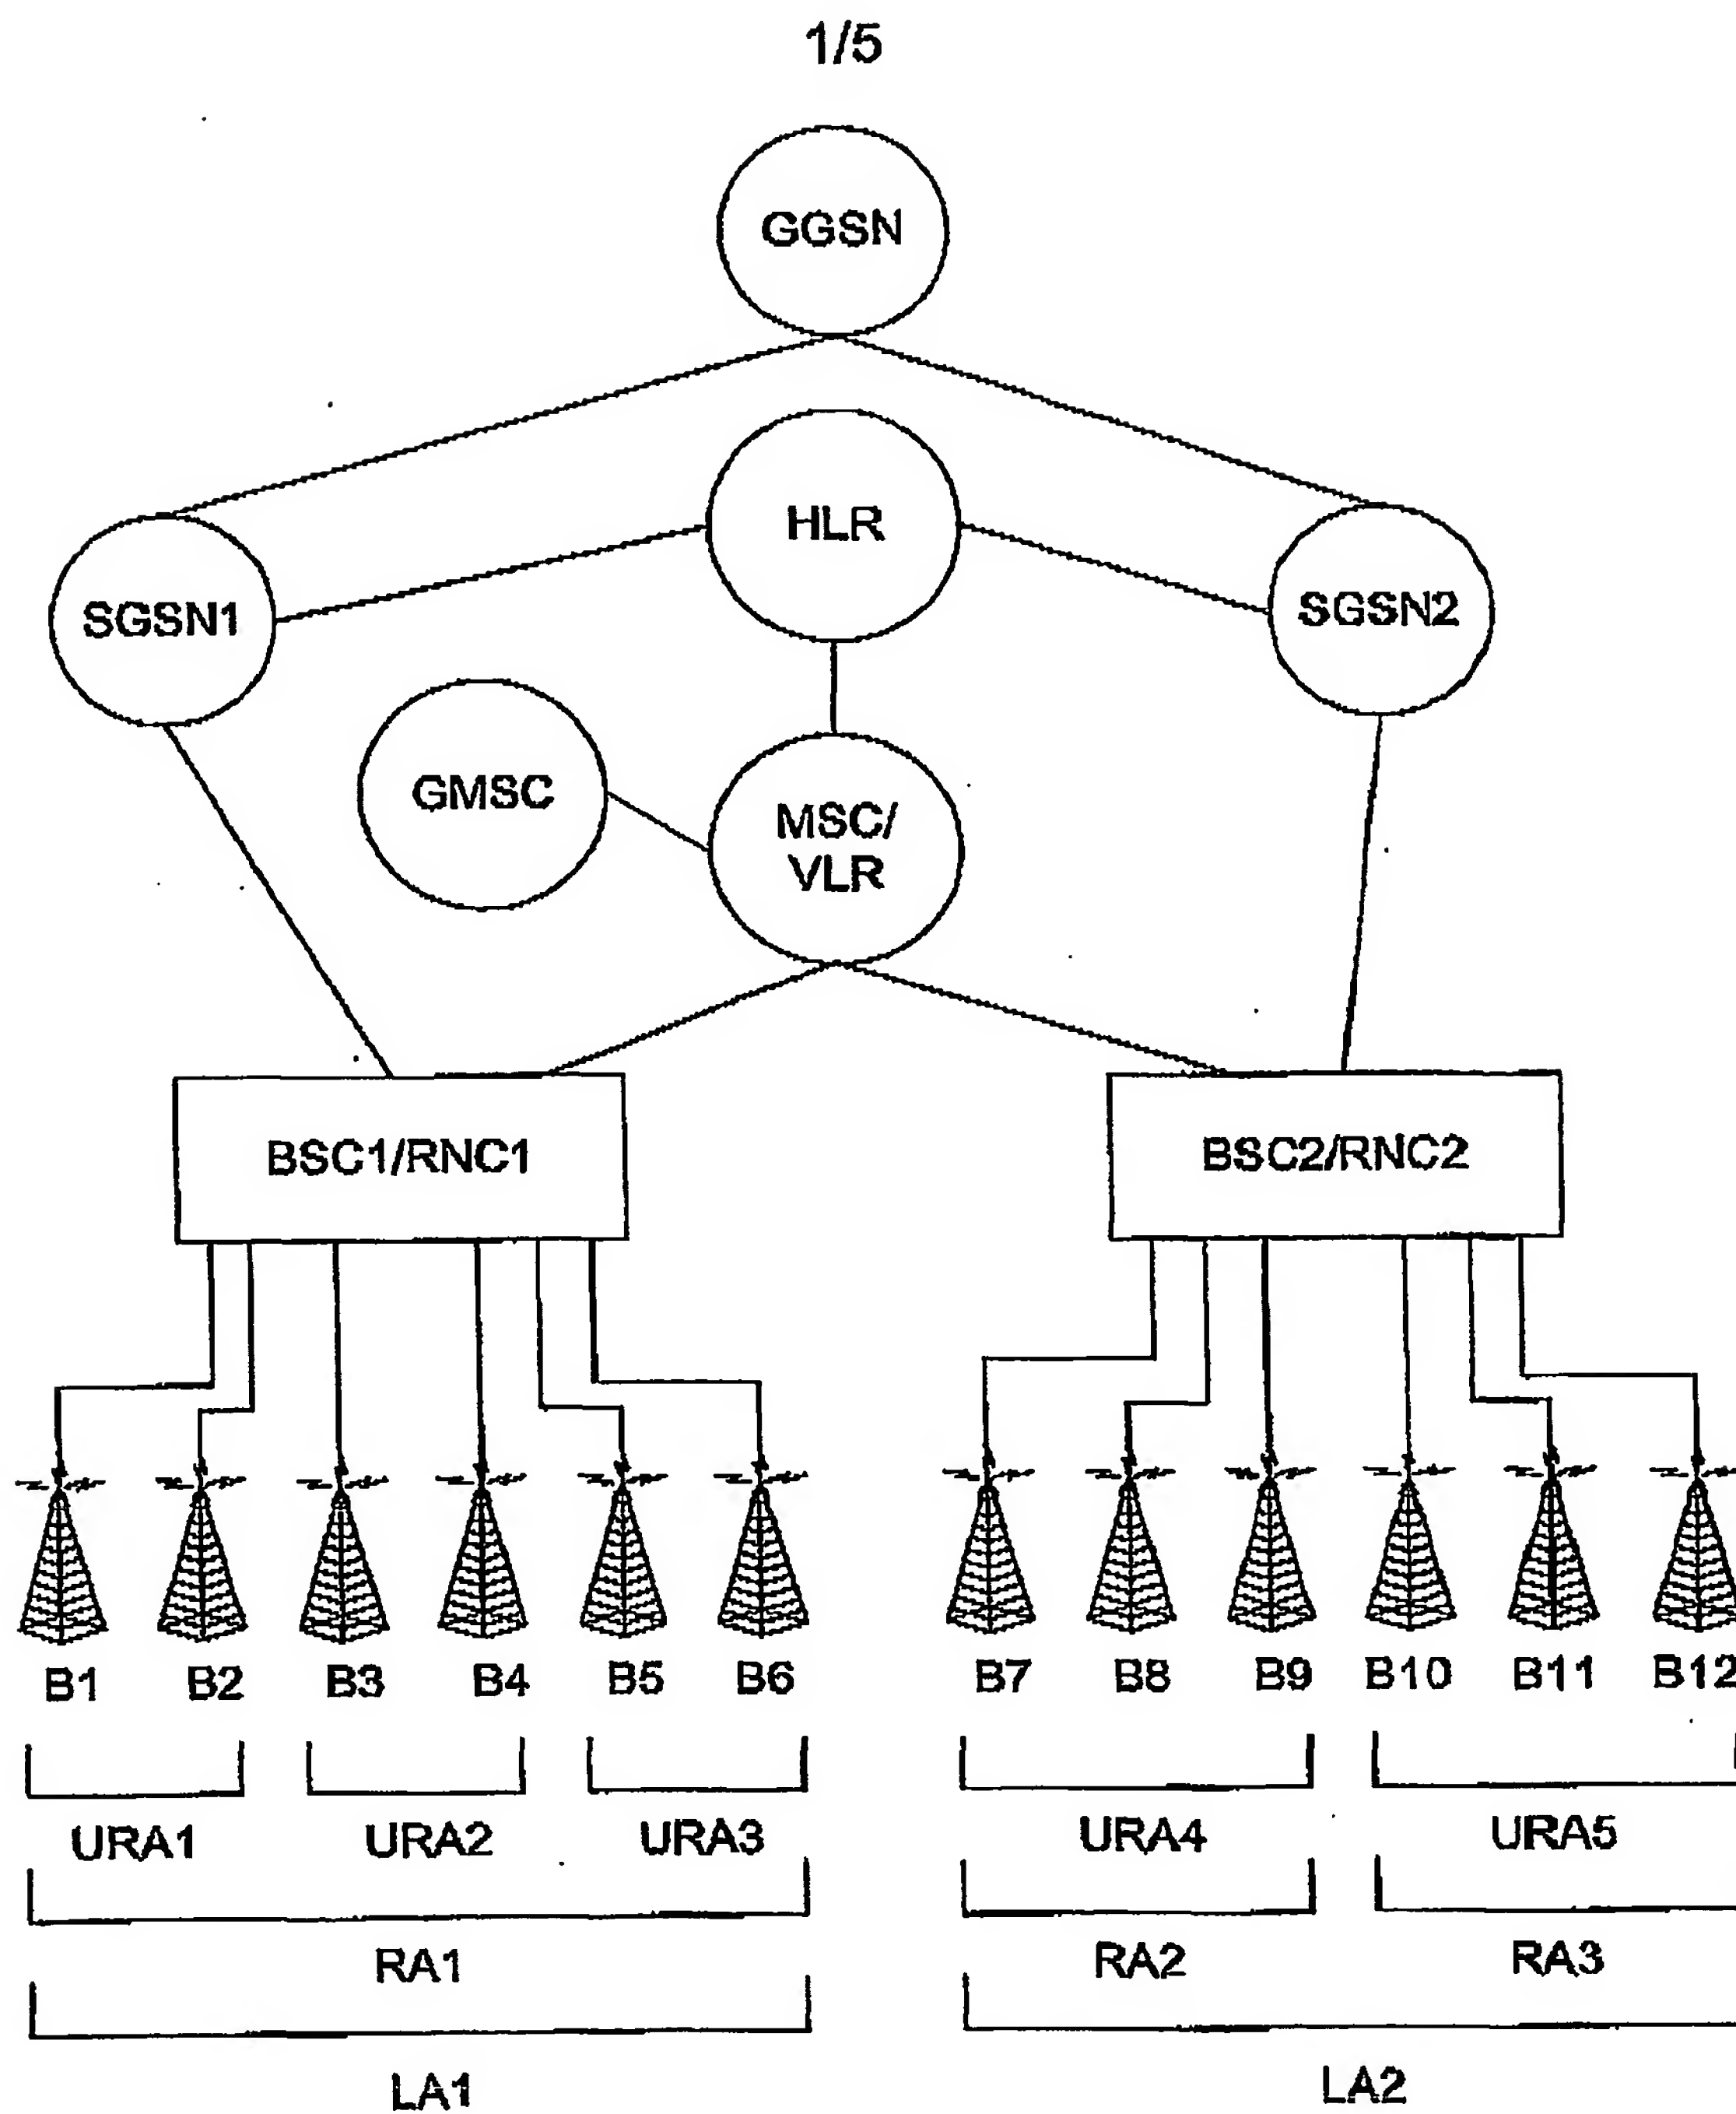 1/5
GGSN
HLR
SGSN1
SGSN2
GMSC
MSC/
VLR
BSC1/RNC1
BSC2/RNC2
B1 B2 B3 B4 B5 B6 B7 B8 B9 B10 B11 B12
URA1 URA2 URA3 URA4 URA5
RA1 RA2 RA3
LA1 LA2